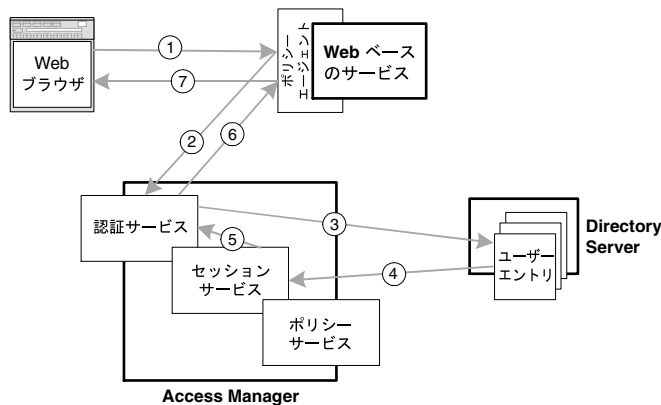 Web
ブラウザ
1
7
ポリシー
エージェント
Web ベース
のサービス
2
6
認証サービス
3
5
セッション
サービス
4
ポリシー
サービス
Access Manager
ユーザー
エントリ
Directory
Server